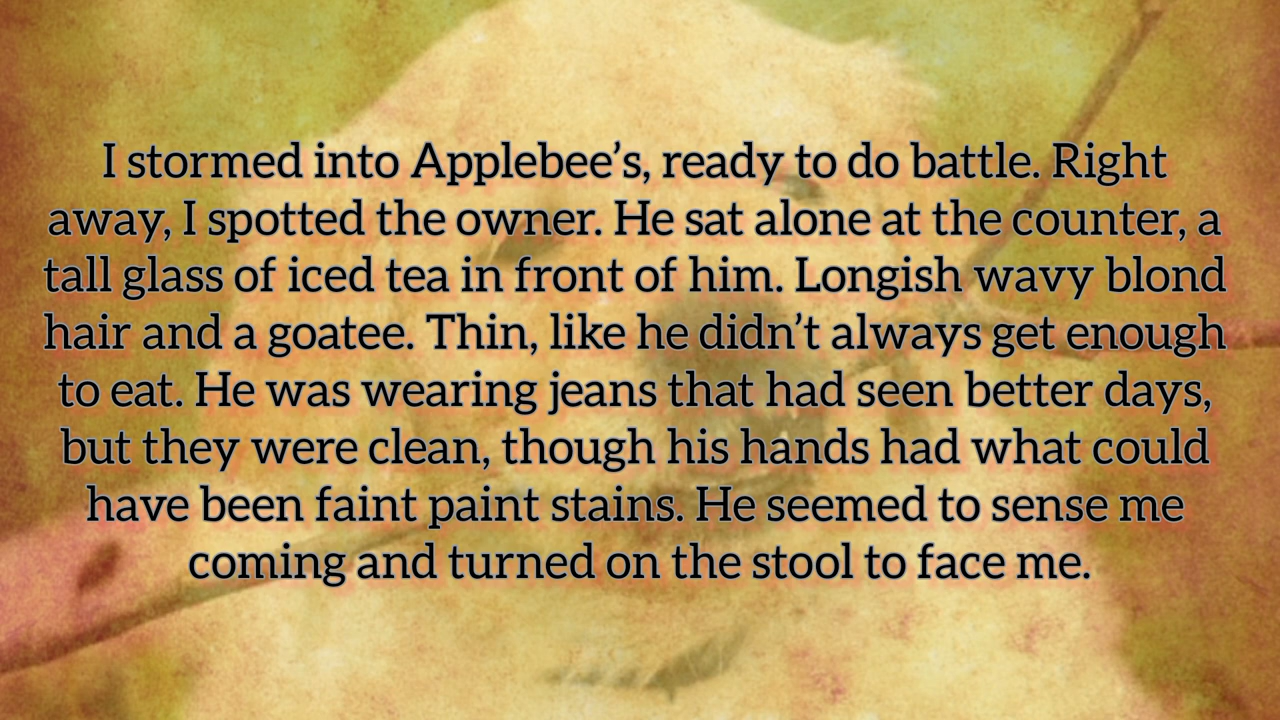 I stormed into Applebee’s, ready to do battle. Right
away, I spotted the owner. He sat alone at the counter, a
tall glass of iced tea in front of him. Longish wavy blond
hair and a goatee. Thin, like he didn’t always get enough
to eat. He was wearing jeans that had seen better days,
but they were clean, though his hands had what could
have been faint paint stains. He seemed to sense me
coming and turned on the stool to face me.